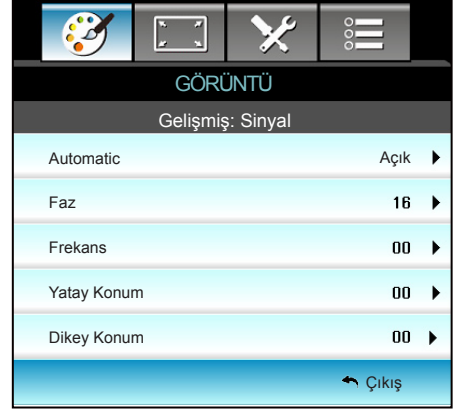 GÖRÜNTÜ
Gelişmiş: Sinyal
Automatic Açık
Faz 16
Frekans 00
Yatay Konum 00
Dikey Konum 00
Çıkış